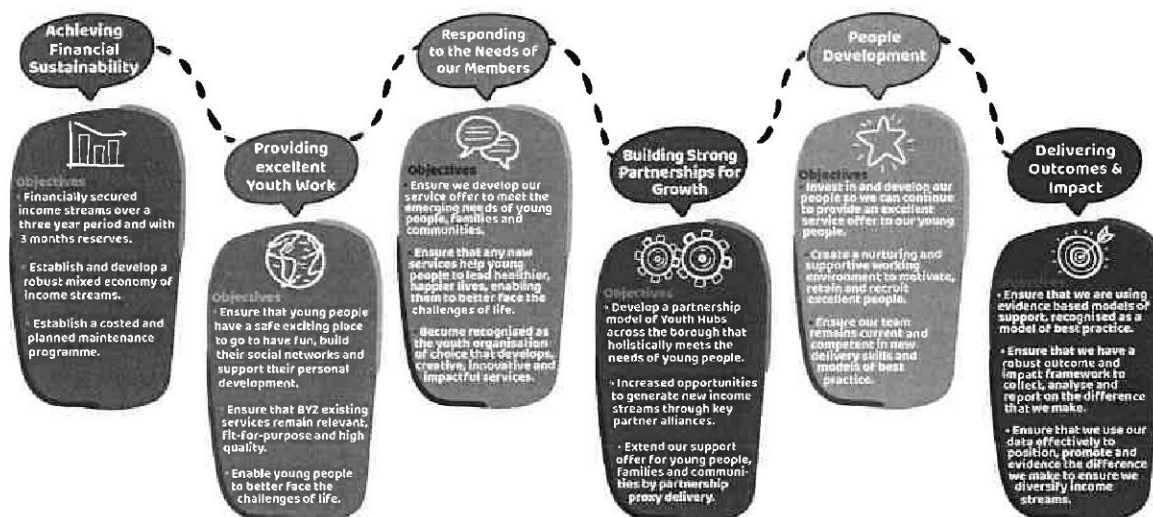 Achieving
Financial
Sustainability
Objectives
· Financially secured
income streams over a
three year period and with
3 months reserves.
· Establish and develop a
robust mixed economy of
income streams.
· Establish a costed and
planned maintenance
programme.
Providing
excellent
Youth Work
Objectives
· Ensure that young people
have a safe exciting place
to go to have fun, build
their social networks and
support their personal
development.
· Ensure that BYZ existing
services remain relevant,
fit-for-purpose and high
quality.
· Enable young people
to better face the
challenges of life.
Responding
to the Needs of
our Members
Objectives
· Ensure we develop our
service offer to meet the
emerging needs of young
people, families and
communities.
· Ensure that any new
services help young
people to lead healthier,
happier lives, enabling
them to better face the
challenges of life.
· Become recognised as
the youth organisation
of choice that develops,
creative, innovative and
impactful services.
Building Strong
Partnerships for
Growth
Objectives
· Develop a partnership
model of Youth Hubs
across the borough that
holistically meets the
needs of young people.
· Increased opportunities
to generate new income
streams through key
partner alliances.
· Extend our support
offer for young people,
families and communi-
ties by partnership
proxy delivery.
People
Development
Objectives
· Invest in and develop our
people so we can continue
to provide an excellent
service offer to our young
people.
· Create a nurturing and
supportive working
environment to motivate,
retain and recruit
excellent people.
· Ensure our team
remains current and
competent in new
delivery skills and
models of best
practice.
Delivering
Outcomes &
Impact
Objectives
· Ensure that we are using
evidence based models of
support, recognised as a
model of best practice.
· Ensure that we have a
robust outcome and
impact framework to
collect, analyse and
report on the difference
that we make.
· Ensure that we use our
data effectively to
position, promote and
evidence the difference
we make to ensure we
diversify income
streams.